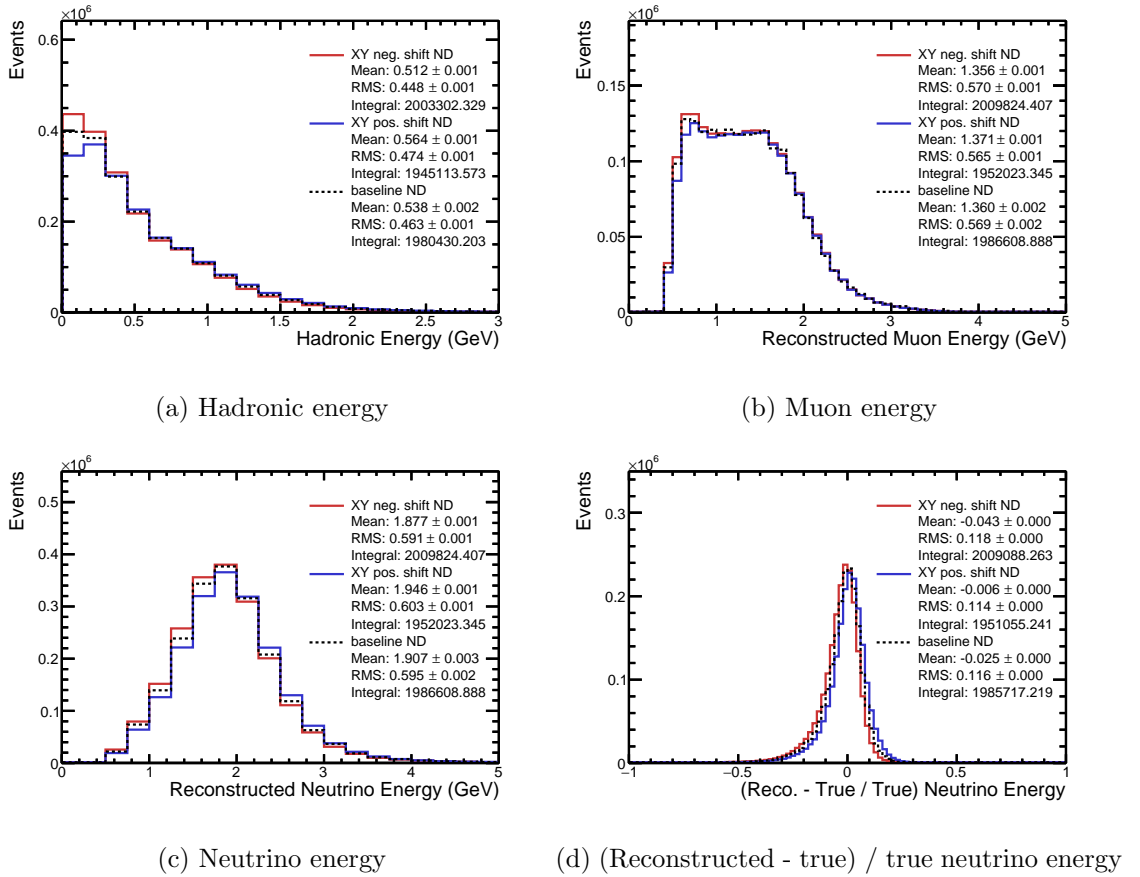 ×10⁶
Events
0.6
0.4
0.2
0
0 0.5 1 1.5 2 2.5 3
Hadronic Energy (GeV)
XY neg. shift ND
Mean: 0.512 ± 0.001
RMS: 0.448 ± 0.001
Integral: 2003302.329
XY pos. shift ND
Mean: 0.564 ± 0.001
RMS: 0.474 ± 0.001
Integral: 1945113.573
baseline ND
Mean: 0.538 ± 0.002
RMS: 0.463 ± 0.001
Integral: 1980430.203
(a) Hadronic energy
×10⁶
Events
0.15
0.1
0.05
0
0 1 2 3 4 5
Reconstructed Muon Energy (GeV)
XY neg. shift ND
Mean: 1.356 ± 0.001
RMS: 0.570 ± 0.001
Integral: 2009824.407
XY pos. shift ND
Mean: 1.371 ± 0.001
RMS: 0.565 ± 0.001
Integral: 1952023.345
baseline ND
Mean: 1.360 ± 0.002
RMS: 0.569 ± 0.002
Integral: 1986608.888
(b) Muon energy
×10⁶
Events
0.5
0.4
0.3
0.2
0.1
0
0 1 2 3 4 5
Reconstructed Neutrino Energy (GeV)
XY neg. shift ND
Mean: 1.877 ± 0.001
RMS: 0.591 ± 0.001
Integral: 2009824.407
XY pos. shift ND
Mean: 1.946 ± 0.001
RMS: 0.603 ± 0.001
Integral: 1952023.345
baseline ND
Mean: 1.907 ± 0.003
RMS: 0.595 ± 0.002
Integral: 1986608.888
(c) Neutrino energy
×10⁶
Events
0.3
0.2
0.1
0
−1 −0.5 0 0.5 1
(Reco. - True / True) Neutrino Energy
XY neg. shift ND
Mean: -0.043 ± 0.000
RMS: 0.118 ± 0.000
Integral: 2009088.263
XY pos. shift ND
Mean: -0.006 ± 0.000
RMS: 0.114 ± 0.000
Integral: 1951055.241
baseline ND
Mean: -0.025 ± 0.000
RMS: 0.116 ± 0.000
Integral: 1985717.219
(d) (Reconstructed - true) / true neutrino energy